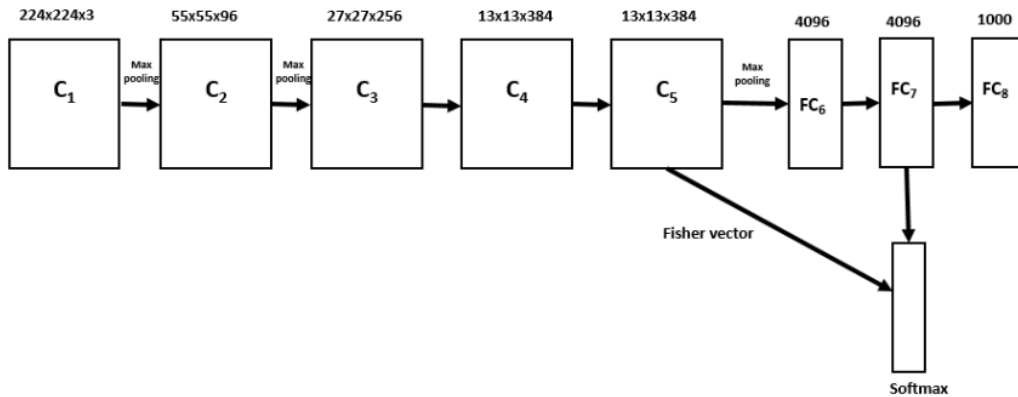 224x224x3 55x55x96 27x27x256 13x13x384 13x13x384 4096 4096 1000
C1 Max pooling C2 Max pooling C3 C4 C5 Max pooling FC6 FC7 FC8
Fisher vector
Softmax